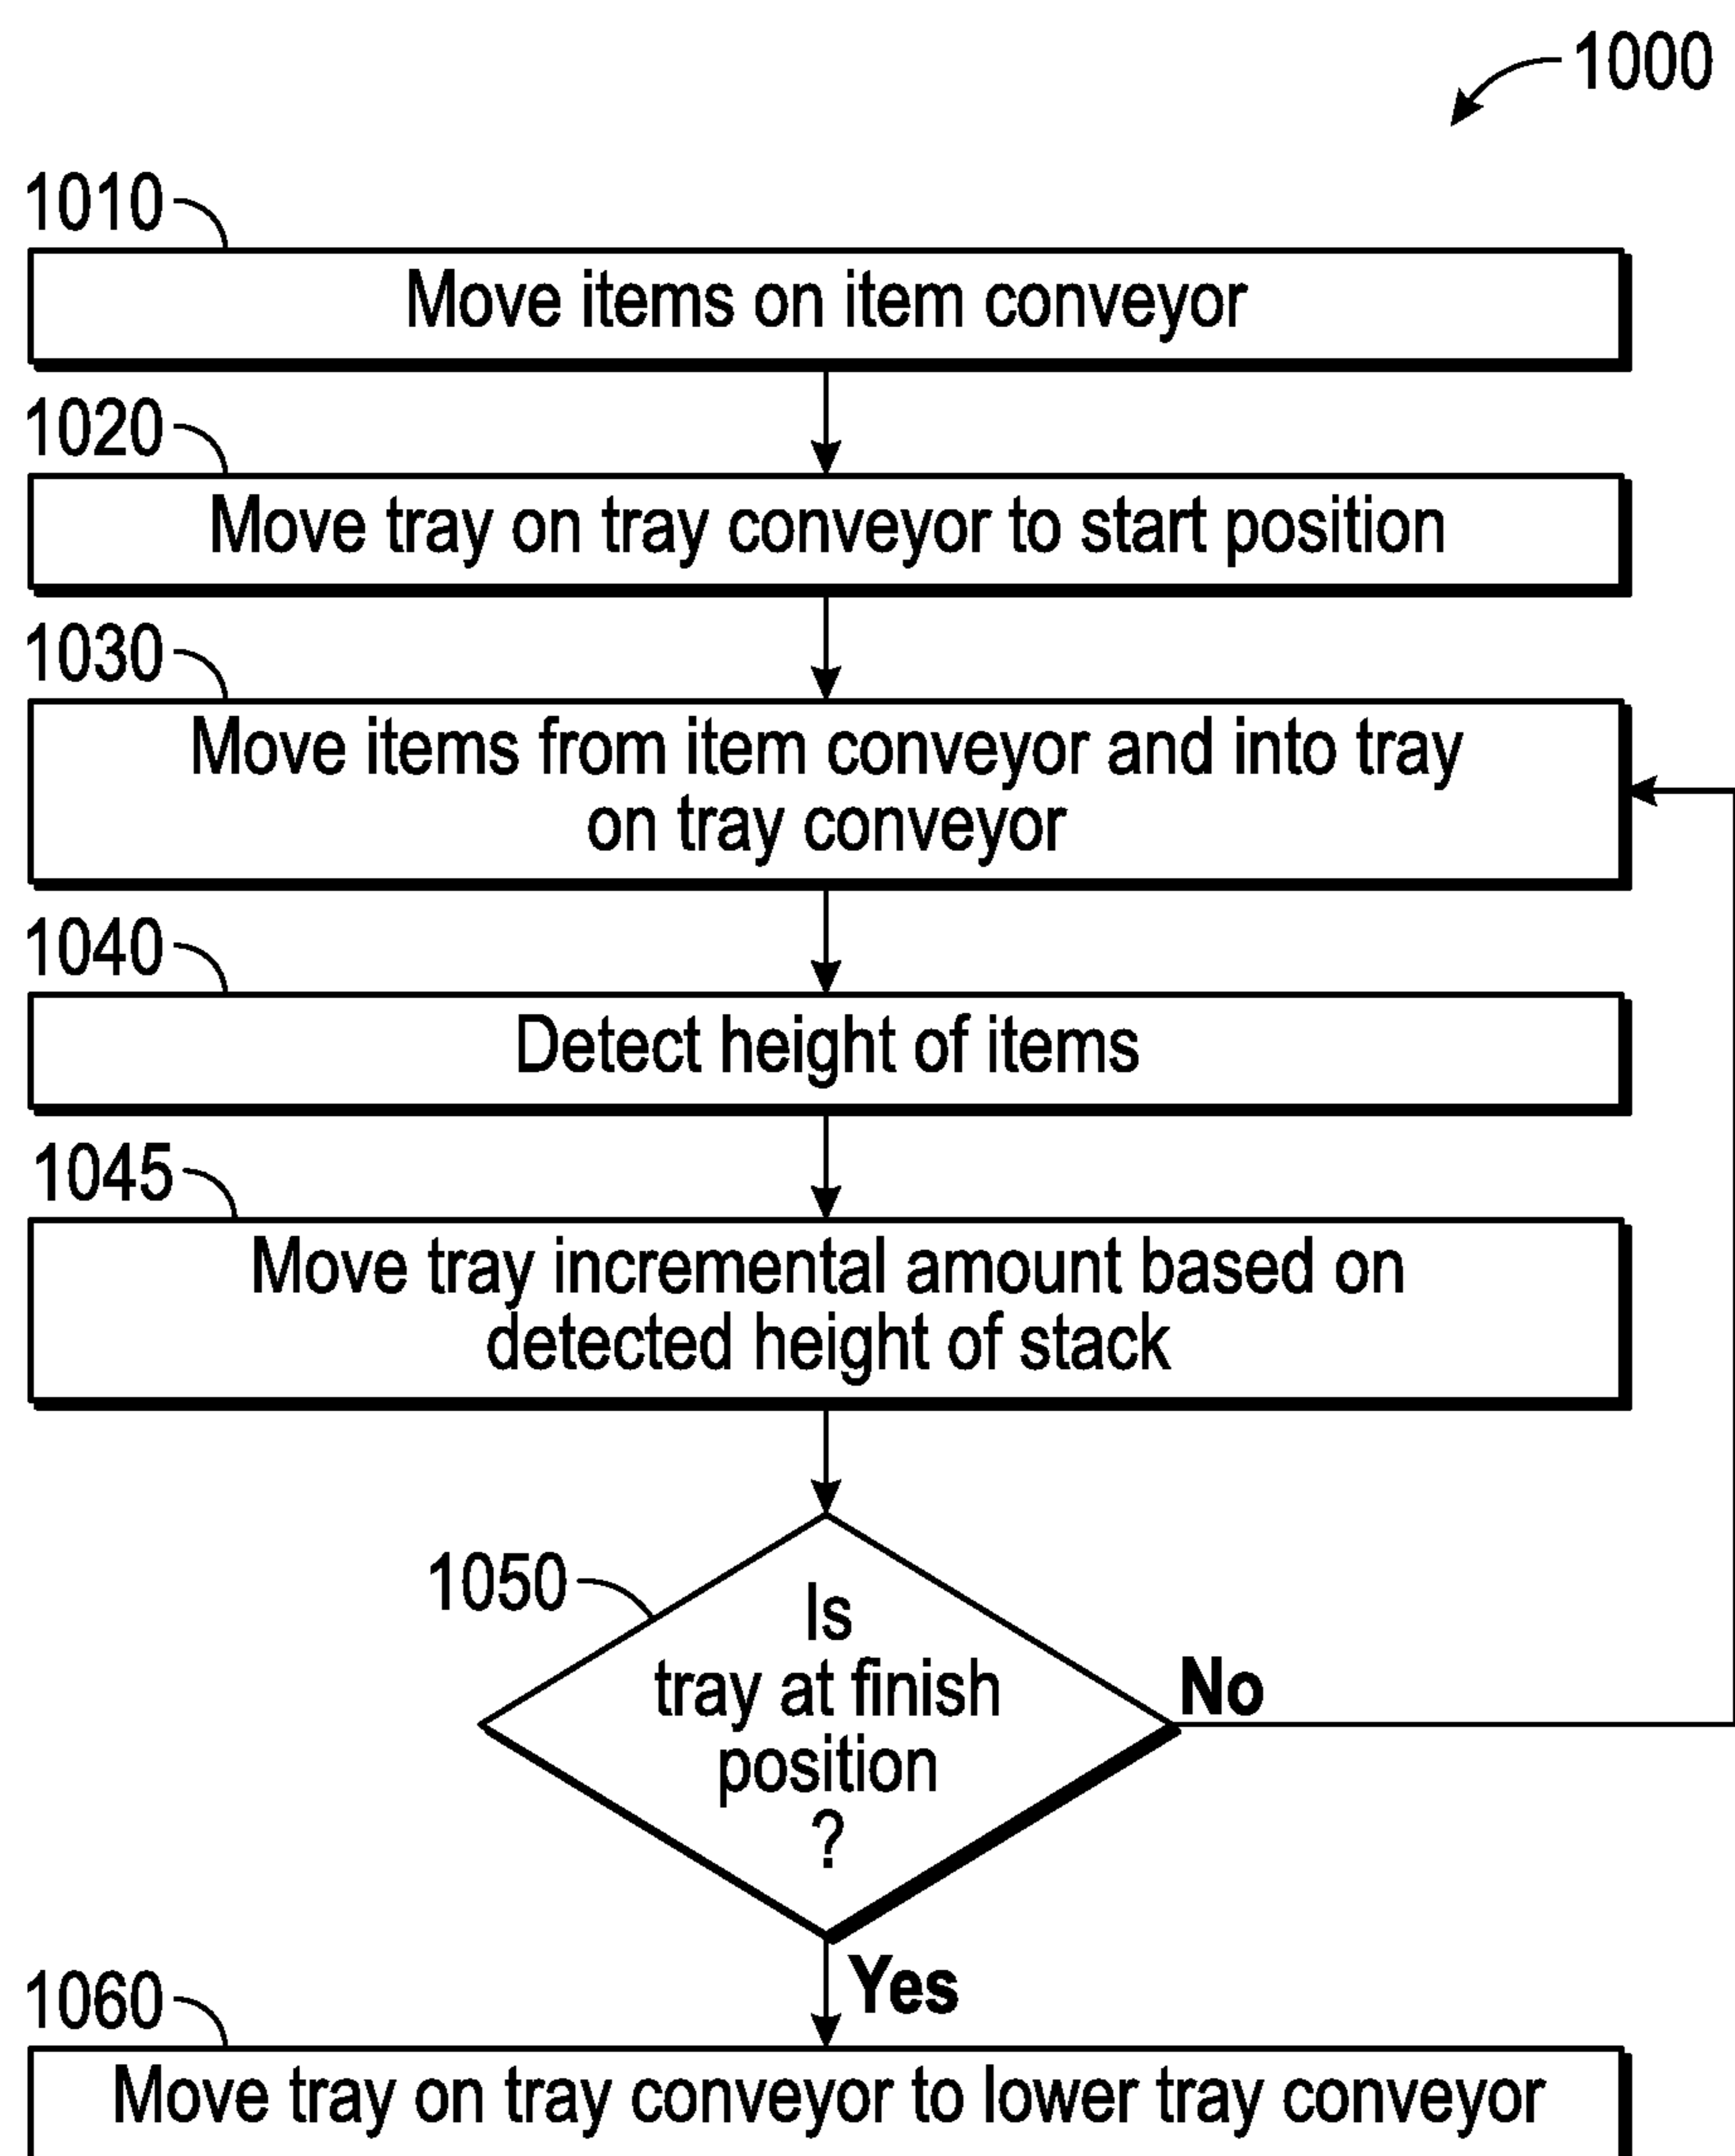 1000
1010
Move items on item conveyor
1020
Move tray on tray conveyor to start position
1030
Move items from item conveyor and into tray
on tray conveyor
1040
Detect height of items
1045
Move tray incremental amount based on
detected height of stack
1050
Is
tray at finish
position
?
No
Yes
1060
Move tray on tray conveyor to lower tray conveyor